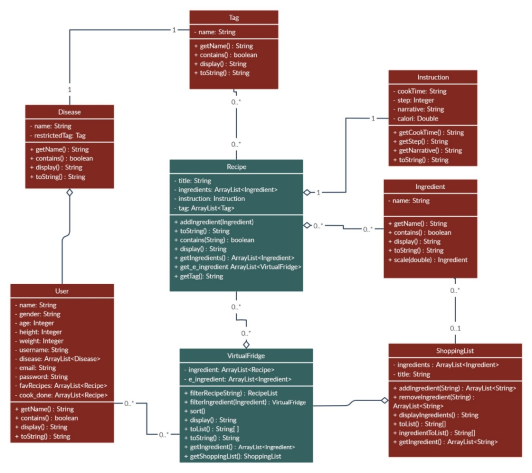 Tag
- name: String
+ getName() : String
+ contains() : boolean
+ display() : String
+ toString() : String
1
1
0..*
0..*
Disease
- name: String
- restrictedTag: Tag
+ getName() : String
+ contains() : boolean
+ display() : String
+ toString() : String
Instruction
- cookTime: String
- step: Integer
- narrative: String
- calori: Double
+ getCookTime() : String
+ getStep() : String
+ getNarrative() : String
+ toString() : String
1
1
Recipe
- title: String
- ingredients: ArrayList<Ingredient>
- instruction: Instruction
- tag: ArrayList<Tag>
+ addIngredient(Ingredient)
+ toString() : String
+ contains(String) : boolean
+ display() : String
+ getIngredients() : ArrayList<Ingredient>
+ get_e_ingredient ArrayList<VirtualFridge>
+ getTag() : String
0..*
0..*
Ingredient
- name: String
+ getName() : String
+ contains() : boolean
+ display() : String
+ toString() : String
+ scale(double) : Ingredient
0..*
0..1
0..*
0..*
User
- name: String
- gender: String
- age: Integer
- height: Integer
- weight: Integer
- username: String
- disease: ArrayList<Disease>
- email: String
- password: String
- favRecipes: ArrayList<Recipe>
- cook_done: ArrayList<Recipe>
+ getName() : String
+ contains() : boolean
+ display() : String
+ toString() : String
0..*
0..*
VirtualFridge
- ingredient: ArrayList<Recipe>
- e_ingredient: ArrayList<Ingredient>
+ filterRecipe(String) : RecipeList
+ filterIngredient(Ingredient) : VirtualFridge
+ sort()
+ display() : String
+ toList() : String[ ]
+ toString() : String
+ getIngredient() : ArrayList<Ingredient>
+ getShoppingList(): ShoppingList
ShoppingList
- ingredients : ArrayList<Ingredient>
- title: String
+ addIngredient(String) : ArrayList<String>
+ removeIngredient(String) :
ArrayList<String>
+ displayIngredients() : String
+ toList() : String[]
+ ingredientToList() : String[]
+ getIngredient() : ArrayList<Ingredient>